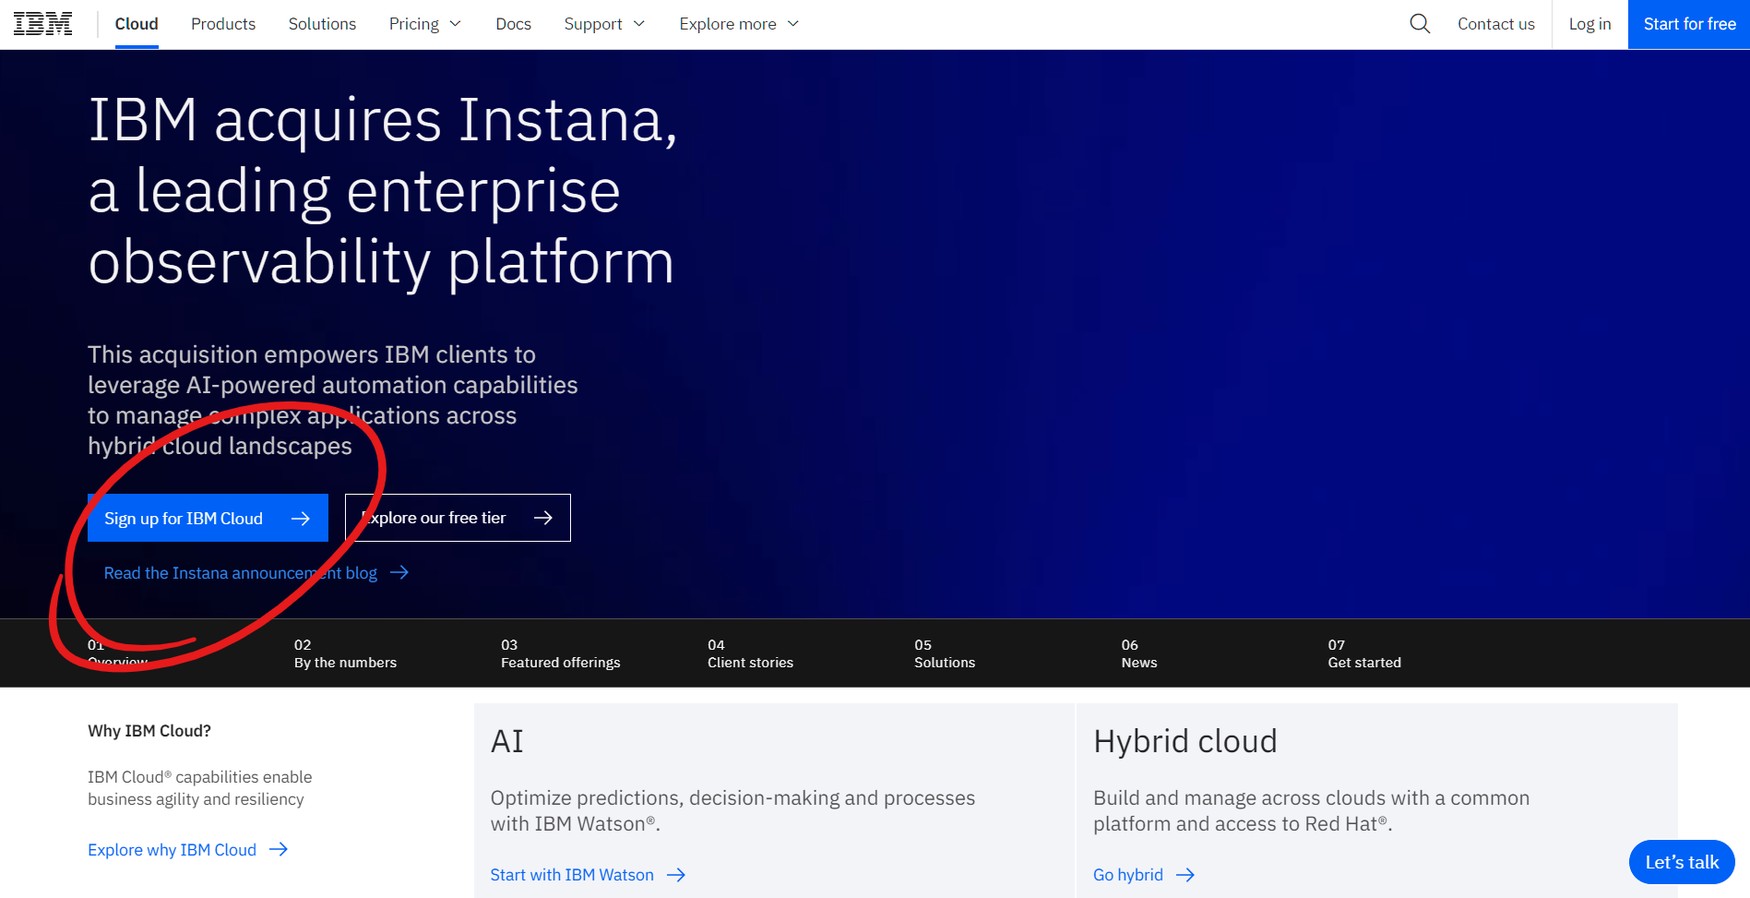 IBM
Cloud Products Solutions Pricing Docs Support Explore more Contact us Log in Start for free
IBM acquires Instana,
a leading enterprise
observability platform
This acquisition empowers IBM clients to
leverage AI-powered automation capabilities
to manage complex applications across
hybrid cloud landscapes
Sign up for IBM Cloud
Explore our free tier
Read the Instana announcement blog
01
Overview
02
By the numbers
03
Featured offerings
04
Client stories
05
Solutions
06
News
07
Get started
Why IBM Cloud?
IBM Cloud® capabilities enable
business agility and resiliency
Explore why IBM Cloud
AI
Optimize predictions, decision-making and processes
with IBM Watson®.
Start with IBM Watson
Hybrid cloud
Build and manage across clouds with a common
platform and access to Red Hat®.
Go hybrid
Let’s talk